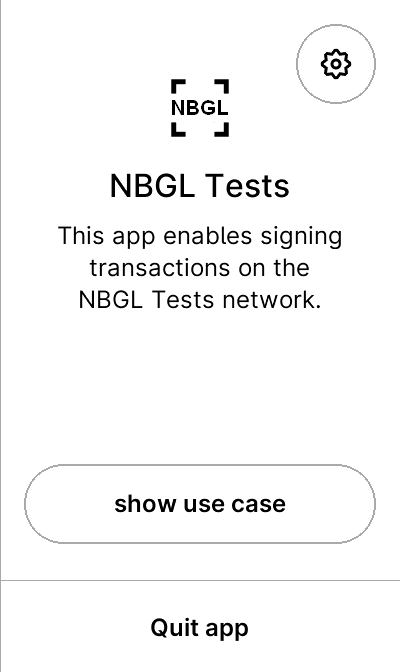 NBGL
NBGL Tests
This app enables signing
transactions on the
NBGL Tests network.
show use case
Quit app